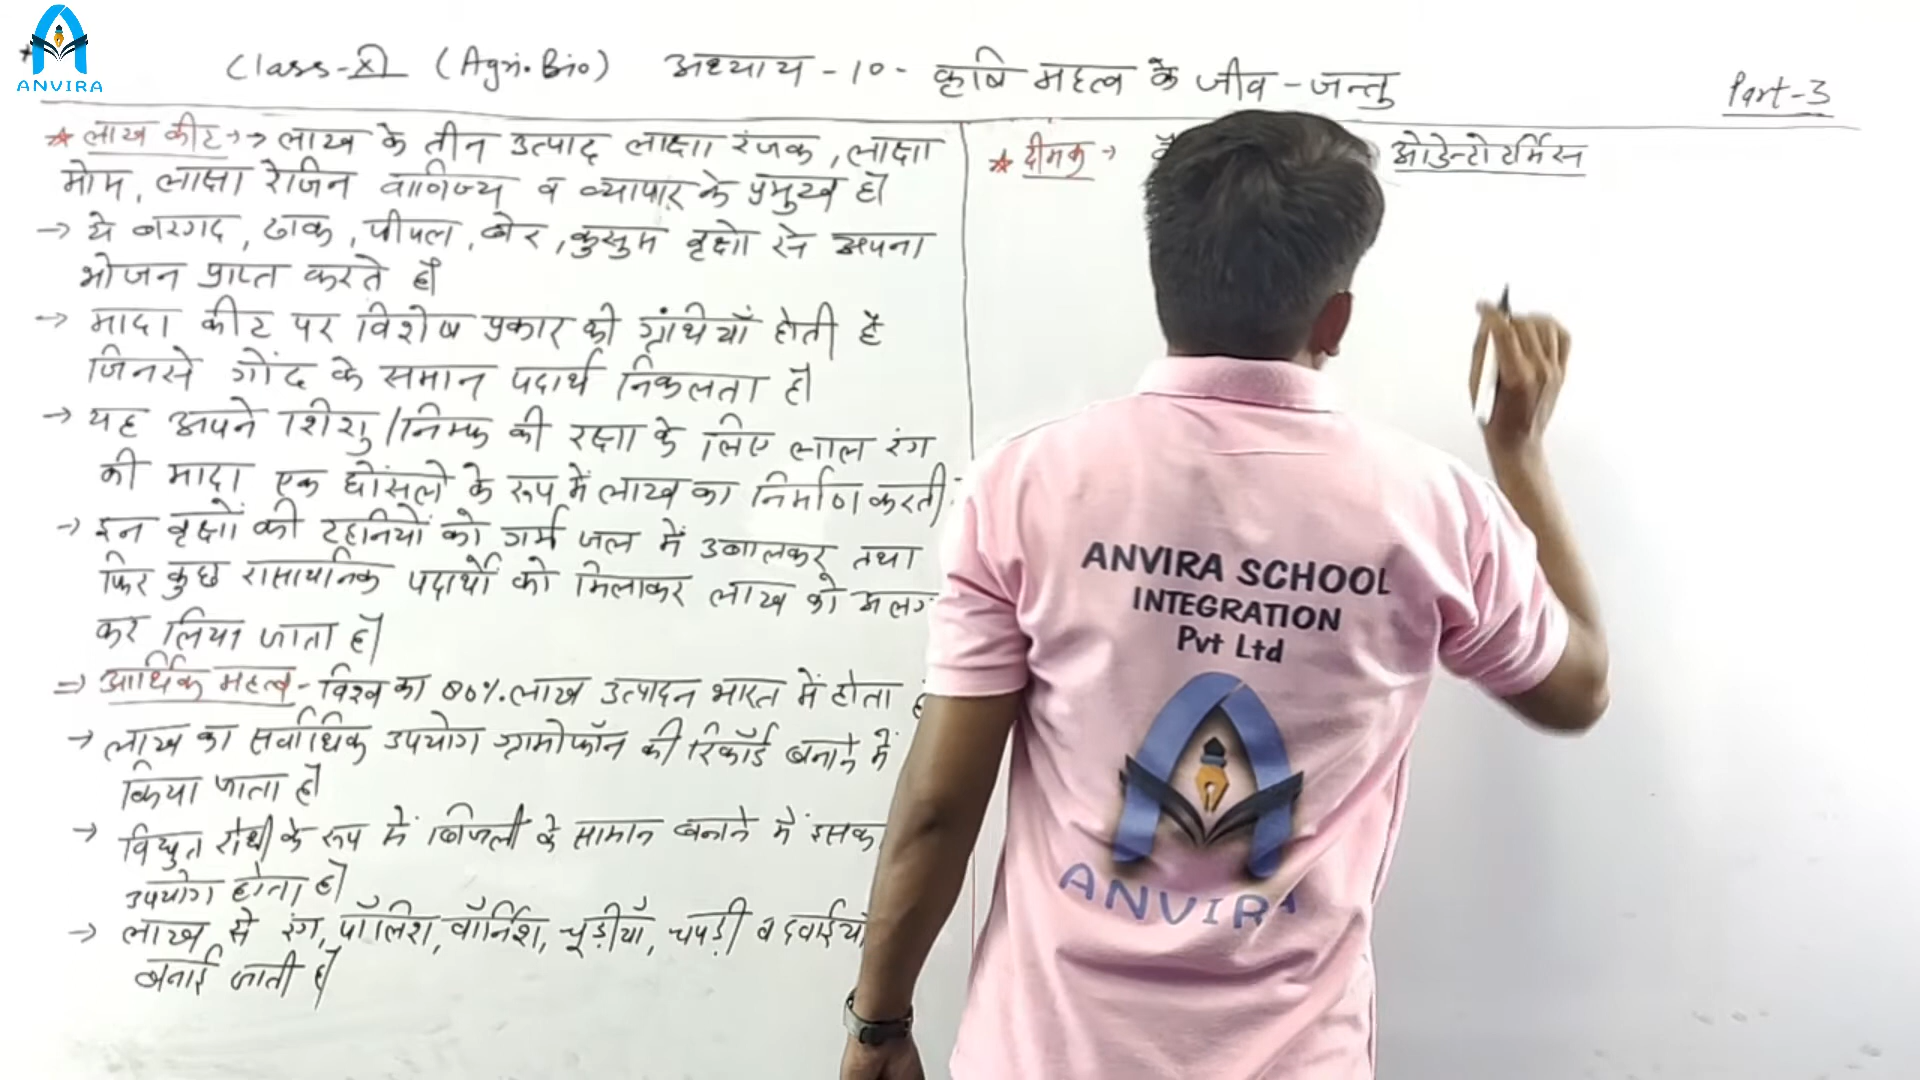 ANVIRA
Class-XI (Agri.Bio) अध्याय-10- कृषि महत्व के जीव-जन्तु
Part-3
लाख कीट→→ लाख के तीन उत्पाद लाक्षा रंजक, लाक्षा
मोम, लाक्षा रेजिन वाणिज्य व व्यापार के प्रमुख है।
→ ये बरगद, ढाक, पीपल, बेर, कुसुम वृक्षो से अपना
भोजन प्राप्त करते हैं।
→ मादा कीट पर विशेष प्रकार की ग्रंथियाँ होती है
जिनसे गोंद के समान पदार्थ निकलता है।
→ यह अपने शिशु/निम्फ की रक्षा के लिए लाल रंग
की मादा एक घोंसले के रूप में लाख का निर्माण करती
→ इन वृक्षों की टहनियों को गर्म जल में उबालकर तथा
फिर कुछ रासायनिक पदार्थों को मिलाकर लाख को अलग
कर लिया जाता है।
⇒ आर्थिक महत्व - विश्व का 80%. लाख उत्पादन भारत में होता
→ लाख का सर्वाधिक उपयोग ग्रामोफॉन की रिकॉर्ड बनाने में
किया जाता है।
→ विद्युत रोधी के रूप में बिजली के सामान बनाने में इसक
उपयोग होता है।
→ लाख से रंग, पॉलिश, वॉर्निश, चूड़ीयाँ, चपड़ी व दवाईयाँ
बनाई जाती है।
दीमक→ ओडेन्टोटर्मिस
ANVIRA SCHOOL
INTEGRATION
Pvt Ltd
ANVIRA